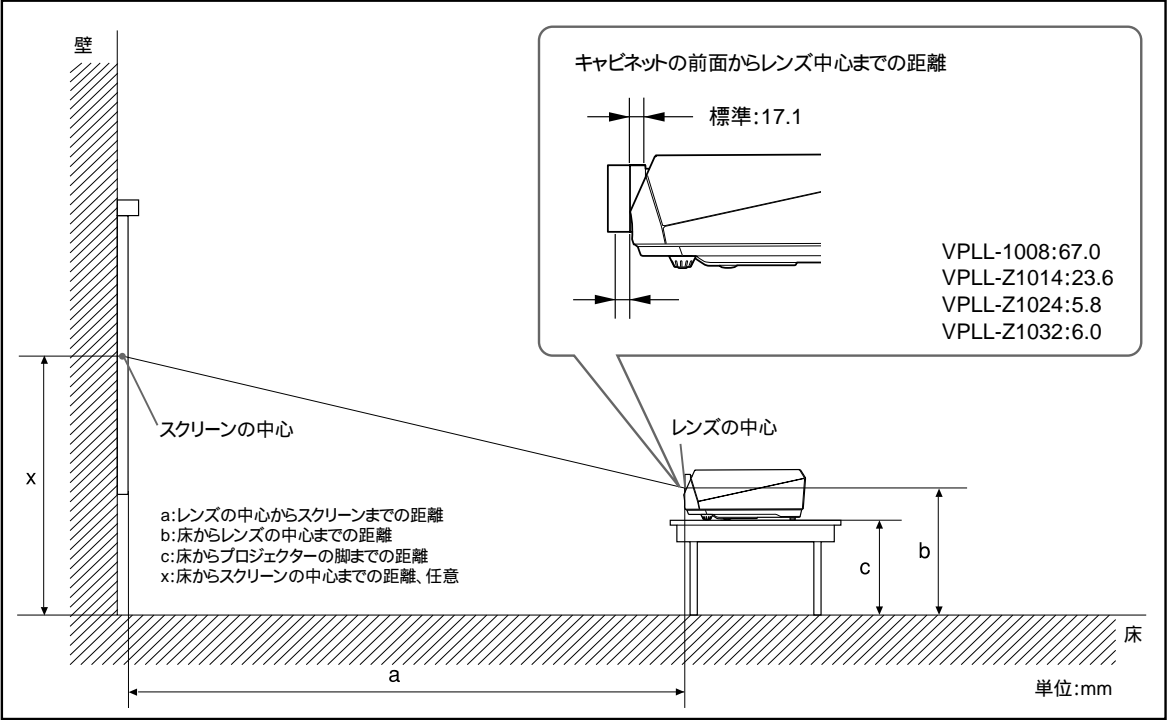 壁
キャビネットの前面からレンズ中心までの距離
標準:17.1
VPLL-1008:67.0
VPLL-Z1014:23.6
VPLL-Z1024:5.8
VPLL-Z1032:6.0
スクリーンの中心
レンズの中心
x
a:レンズの中心からスクリーンまでの距離
b:床からレンズの中心までの距離
c:床からプロジェクターの脚までの距離
x:床からスクリーンの中心までの距離、任意
b
c
床
a
単位:mm